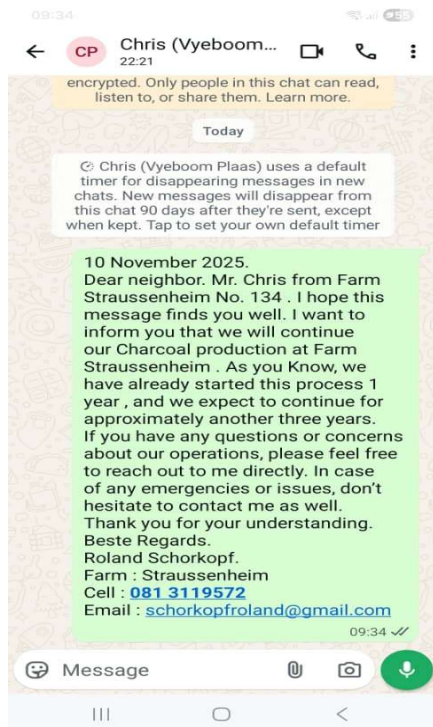 09:34
55
CP
Chris (Vyeboom...
22:21
encrypted. Only people in this chat can read,
listen to, or share them. Learn more.
Today
Chris (Vyeboom Plaas) uses a default
timer for disappearing messages in new
chats. New messages will disappear from
this chat 90 days after they're sent, except
when kept. Tap to set your own default timer
10 November 2025.
Dear neighbor. Mr. Chris from Farm
Straussenheim No. 134 . I hope this
message finds you well. I want to
inform you that we will continue
our Charcoal production at Farm
Straussenheim . As you Know, we
have already started this process 1
year , and we expect to continue for
approximately another three years.
If you have any questions or concerns
about our operations, please feel free
to reach out to me directly. In case
of any emergencies or issues, don't
hesitate to contact me as well.
Thank you for your understanding.
Beste Regards.
Roland Schorkopf.
Farm : Straussenheim
Cell : 081 3119572
Email : schorkopfroland@gmail.com
09:34
Message